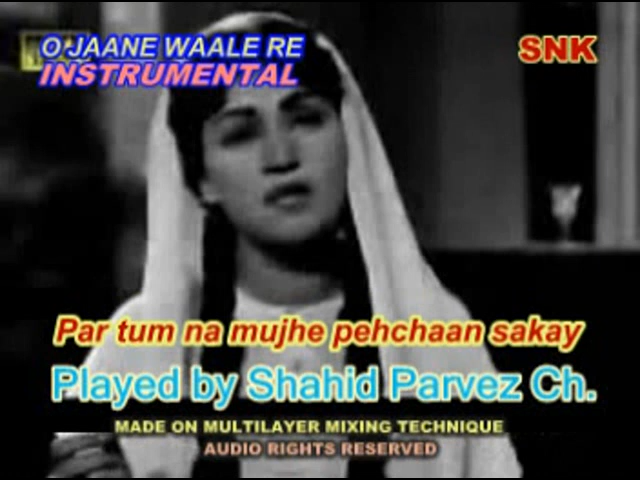 O JAANE WAALE RE
SNK
INSTRUMENTAL
Par tum na mujhe pehchaan sakay
Played by Shahid Parvez Ch.
MADE ON MULTILAYER MIXING TECHNIQUE
AUDIO RIGHTS RESERVED